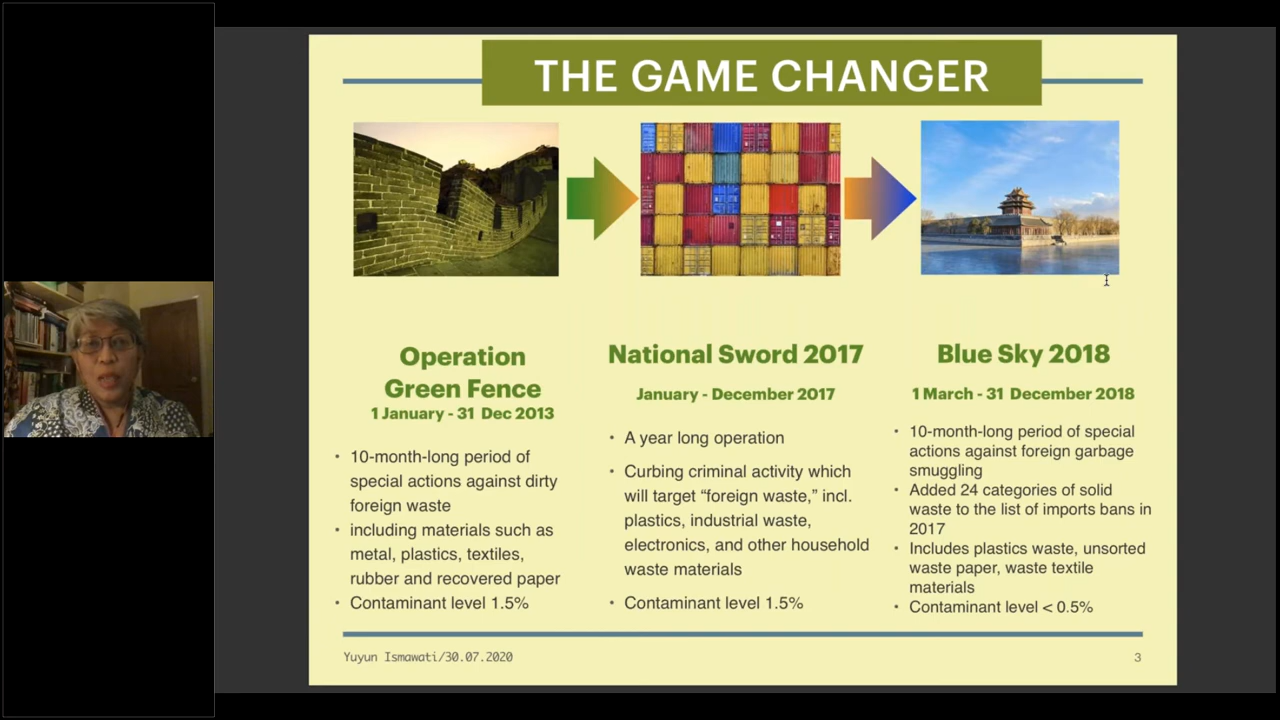 THE GAME CHANGER
Operation
Green Fence
1 January - 31 Dec 2013
• 10-month-long period of
special actions against dirty
foreign waste
• including materials such as
metal, plastics, textiles,
rubber and recovered paper
• Contaminant level 1.5%
National Sword 2017
January - December 2017
• A year long operation
• Curbing criminal activity which
will target “foreign waste,” incl.
plastics, industrial waste,
electronics, and other household
waste materials
• Contaminant level 1.5%
Blue Sky 2018
1 March - 31 December 2018
• 10-month-long period of special
actions against foreign garbage
smuggling
• Added 24 categories of solid
waste to the list of imports bans in
2017
• Includes plastics waste, unsorted
waste paper, waste textile
materials
• Contaminant level < 0.5%
Yuyun Ismawati/30.07.2020
3